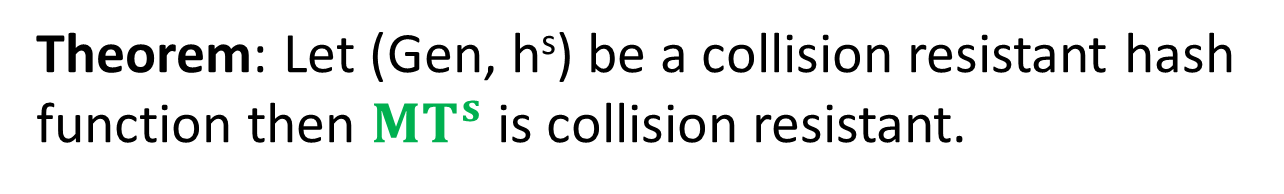 Theorem: Let (Gen, hˢ) be a collision resistant hash
function then MTˢ is collision resistant.